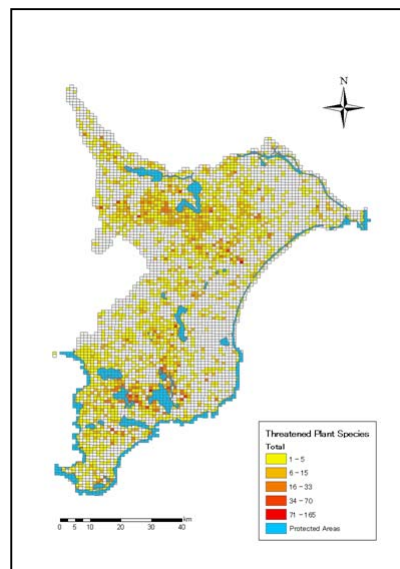 N
Threatened Plant Species
Total
1 - 5
6 - 15
16 - 33
34 - 70
71 - 165
Protected Areas
km
0 5 10 20 30 40